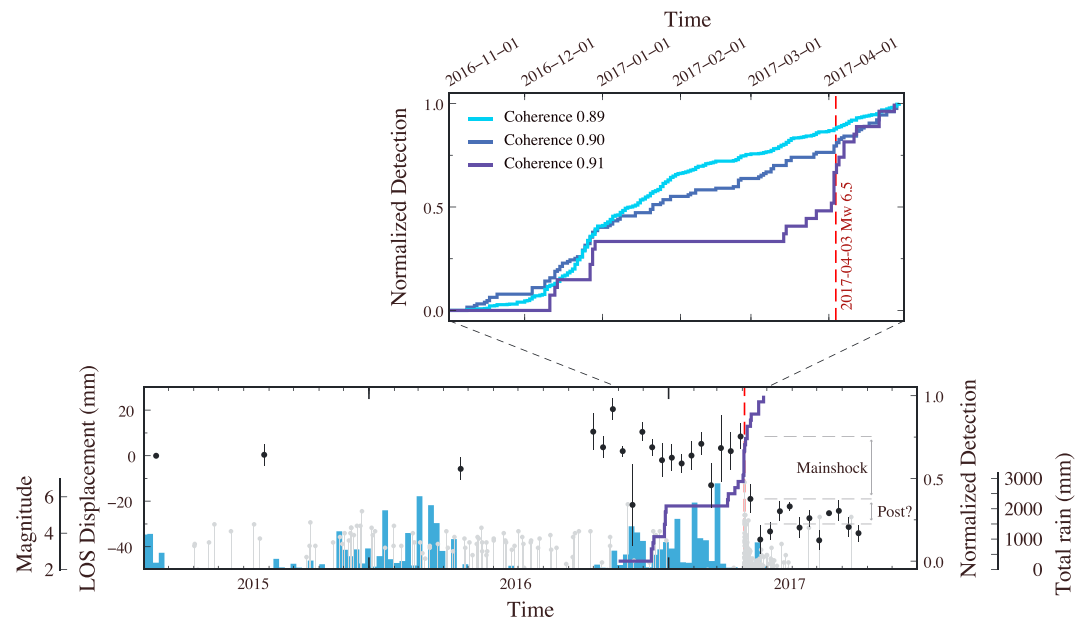 Time
2016–11–01
2016–12–01
2017–01–01
2017–02–01
2017–03–01
2017–04–01
Normalized Detection
1.0
0.5
0.0
Coherence 0.89
Coherence 0.90
Coherence 0.91
2017-04-03 Mw 6.5
Magnitude
6
4
2
LOS Displacement (mm)
20
0
−20
−40
Mainshock
Post?
1.0
0.5
0.0
Normalized Detection
3000
2000
1000
0
Total rain (mm)
2015
2016
2017
Time